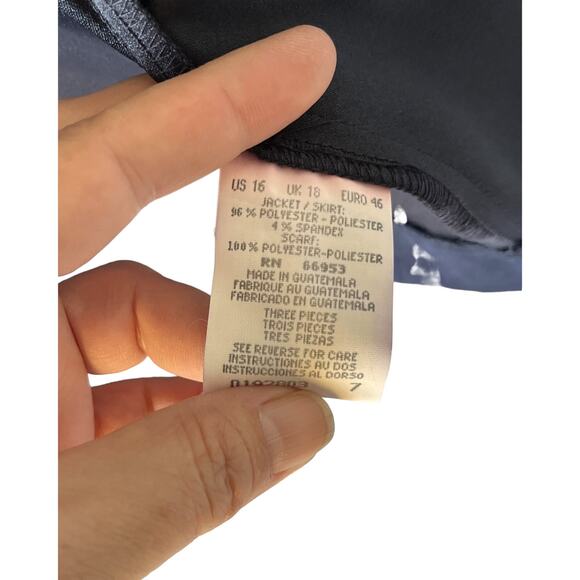 US 16 UK 18 EURO 46
JACKET / SKIRT:
96 % POLYESTER - POLIESTER
4 % SPANDEX
SCARF:
100 % POLYESTER-POLIESTER
RN 66953
MADE IN GUATEMALA
FABRIQUE AU GUATEMALA
FABRICADO EN GUATEMALA
THREE PIECES
TROIS PIECES
TRES PIEZAS
SEE REVERSE FOR CARE
INSTRUCTIONES AU DOS
INSTRUCCIONES AL DORSO
7